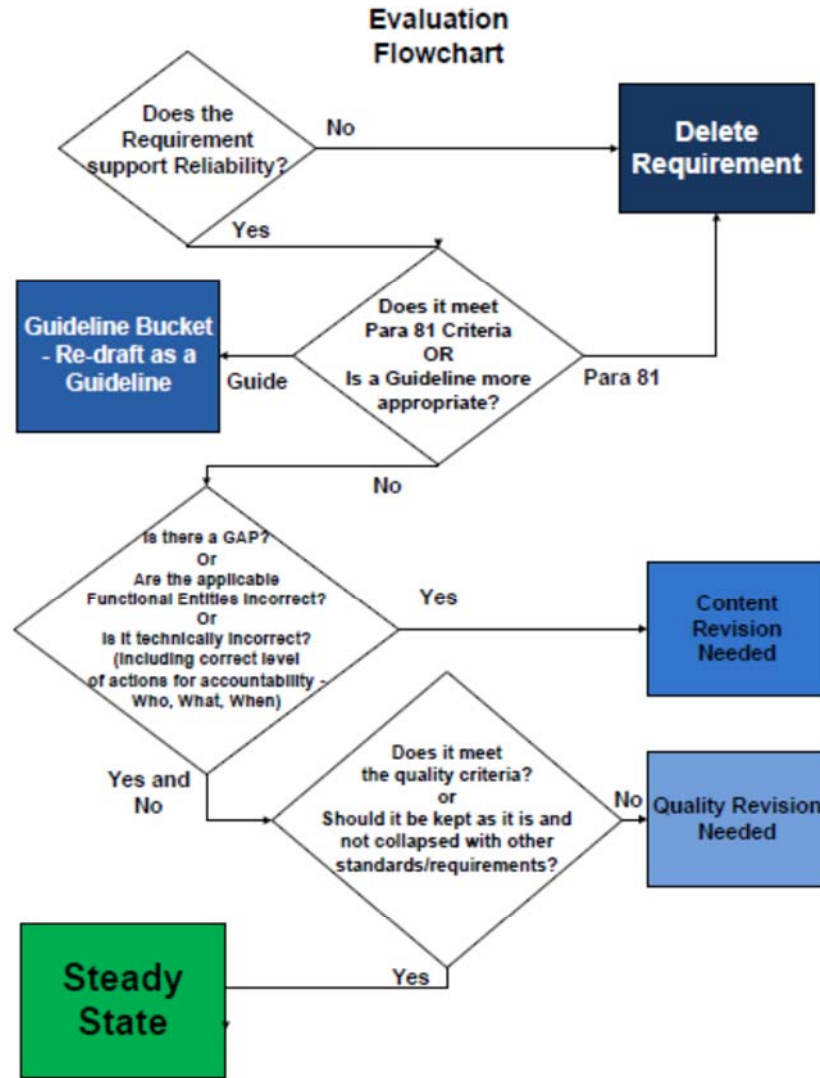 Evaluation
Flowchart
Does the
Requirement
support Reliability?
No
Delete
Requirement
Yes
Guideline Bucket
- Re-draft as a
Guideline
Guide
Does it meet
Para 81 Criteria
OR
Is a Guideline more
appropriate?
Para 81
No
Is there a GAP?
Or
Are the applicable
Functional Entities Incorrect?
Or
Is it technically incorrect?
(including correct level
of actions for accountability -
Who, What, When)
Yes
Content
Revision
Needed
Yes and
No
Does it meet
the quality criteria?
or
Should it be kept as it is and
not collapsed with other
standards/requirements?
No
Quality Revision
Needed
Yes
Steady
State